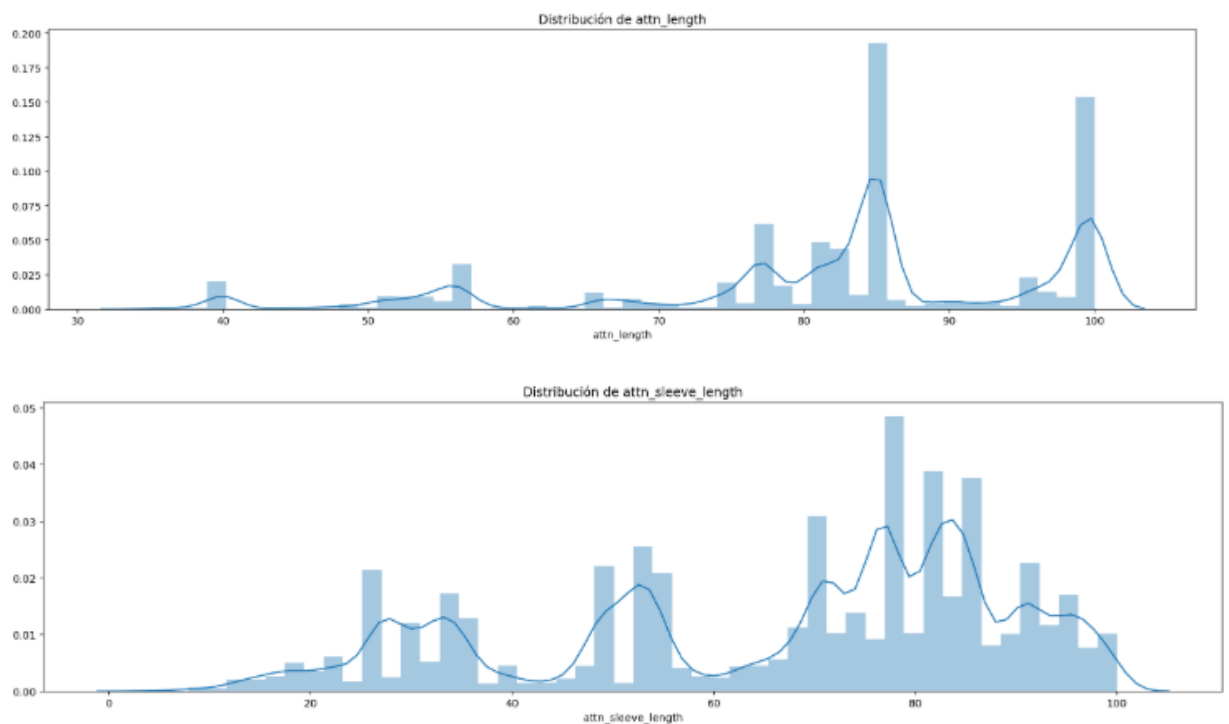 Distribución de attn_length
0.200
0.175
0.150
0.125
0.100
0.075
0.050
0.025
0.000
30 40 50 60 70 80 90 100
attn_length
Distribución de attn_sleeve_length
0.05
0.04
0.03
0.02
0.01
0.00
0 20 40 60 80 100
attn_sleeve_length